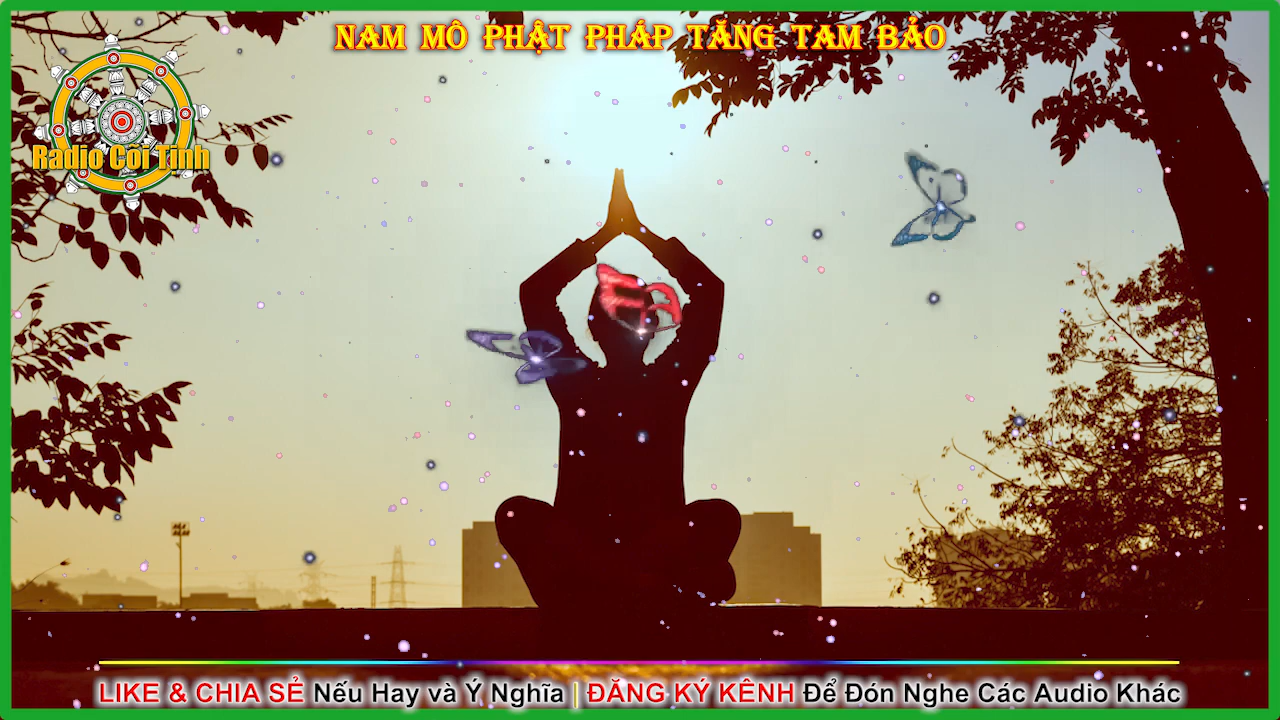 NAM MÔ PHẬT PHÁP TĂNG TAM BẢO
Radio Cõi Tịnh
LIKE & CHIA SẺ Nếu Hay và Ý Nghĩa | ĐĂNG KÝ KÊNH Để Đón Nghe Các Audio Khác